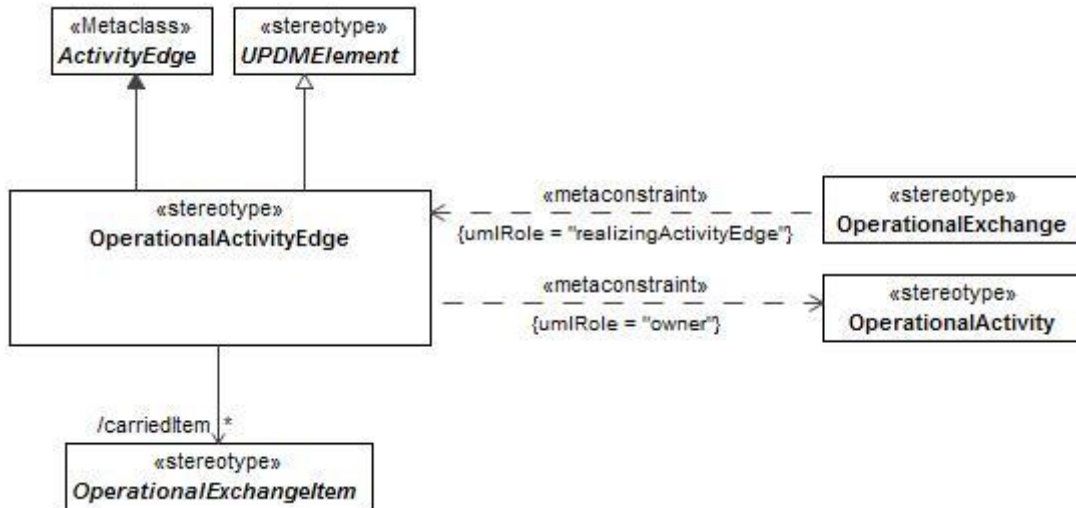 «Metaclass»
ActivityEdge
«stereotype»
UPDMElement
«stereotype»
OperationalActivityEdge
«metaconstraint»
{umlRole = "realizingActivityEdge"}
«stereotype»
OperationalExchange
«metaconstraint»
{umlRole = "owner"}
«stereotype»
OperationalActivity
/carriedItem *
«stereotype»
OperationalExchangeItem